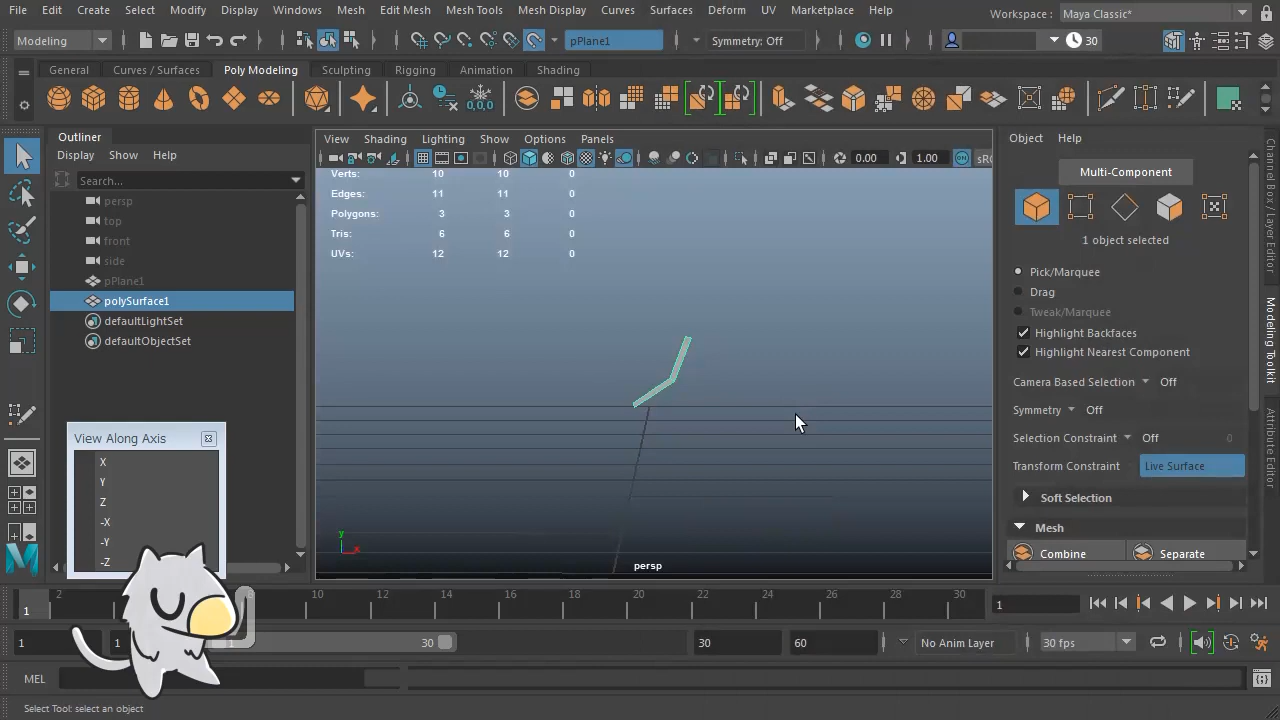 File Edit Create Select Modify Display Windows Mesh Edit Mesh Mesh Tools Mesh Display Curves Surfaces Deform UV Marketplace Help
Workspace : Maya Classic*
Modeling pPlane1 Symmetry: Off 30
General Curves / Surfaces Poly Modeling Sculpting Rigging Animation Shading
0,0,0
Outliner
Display Show Help
Search...
persp
top
front
side
pPlane1
polySurface1
defaultLightSet
defaultObjectSet
View Along Axis
X
Y
Z
-X
-Y
-Z
View Shading Lighting Show Renderer Options Panels
0.00 1.00
Verts: 10 10 0
Edges: 11 11 0
Polygons: 3 3 0
Tris: 6 6 0
UVs: 12 12 0
y
x
persp
Object Help
Multi-Component
1 object selected
Pick/Marquee
Drag
Tweak/Marquee
Highlight Backfaces
Highlight Nearest Component
Camera Based Selection Off
Symmetry Off
Selection Constraint Off 0
Transform Constraint Live Surface
Soft Selection
Mesh
Combine Separate
Channel Box / Layer Editor
Modeling Toolkit
Attribute Editor
1 2 8 10 12 14 16 18 20 22 24 26 28 30
1
1 1 1 30 30 60 No Anim Layer 30 fps
MEL
Select Tool: select an object